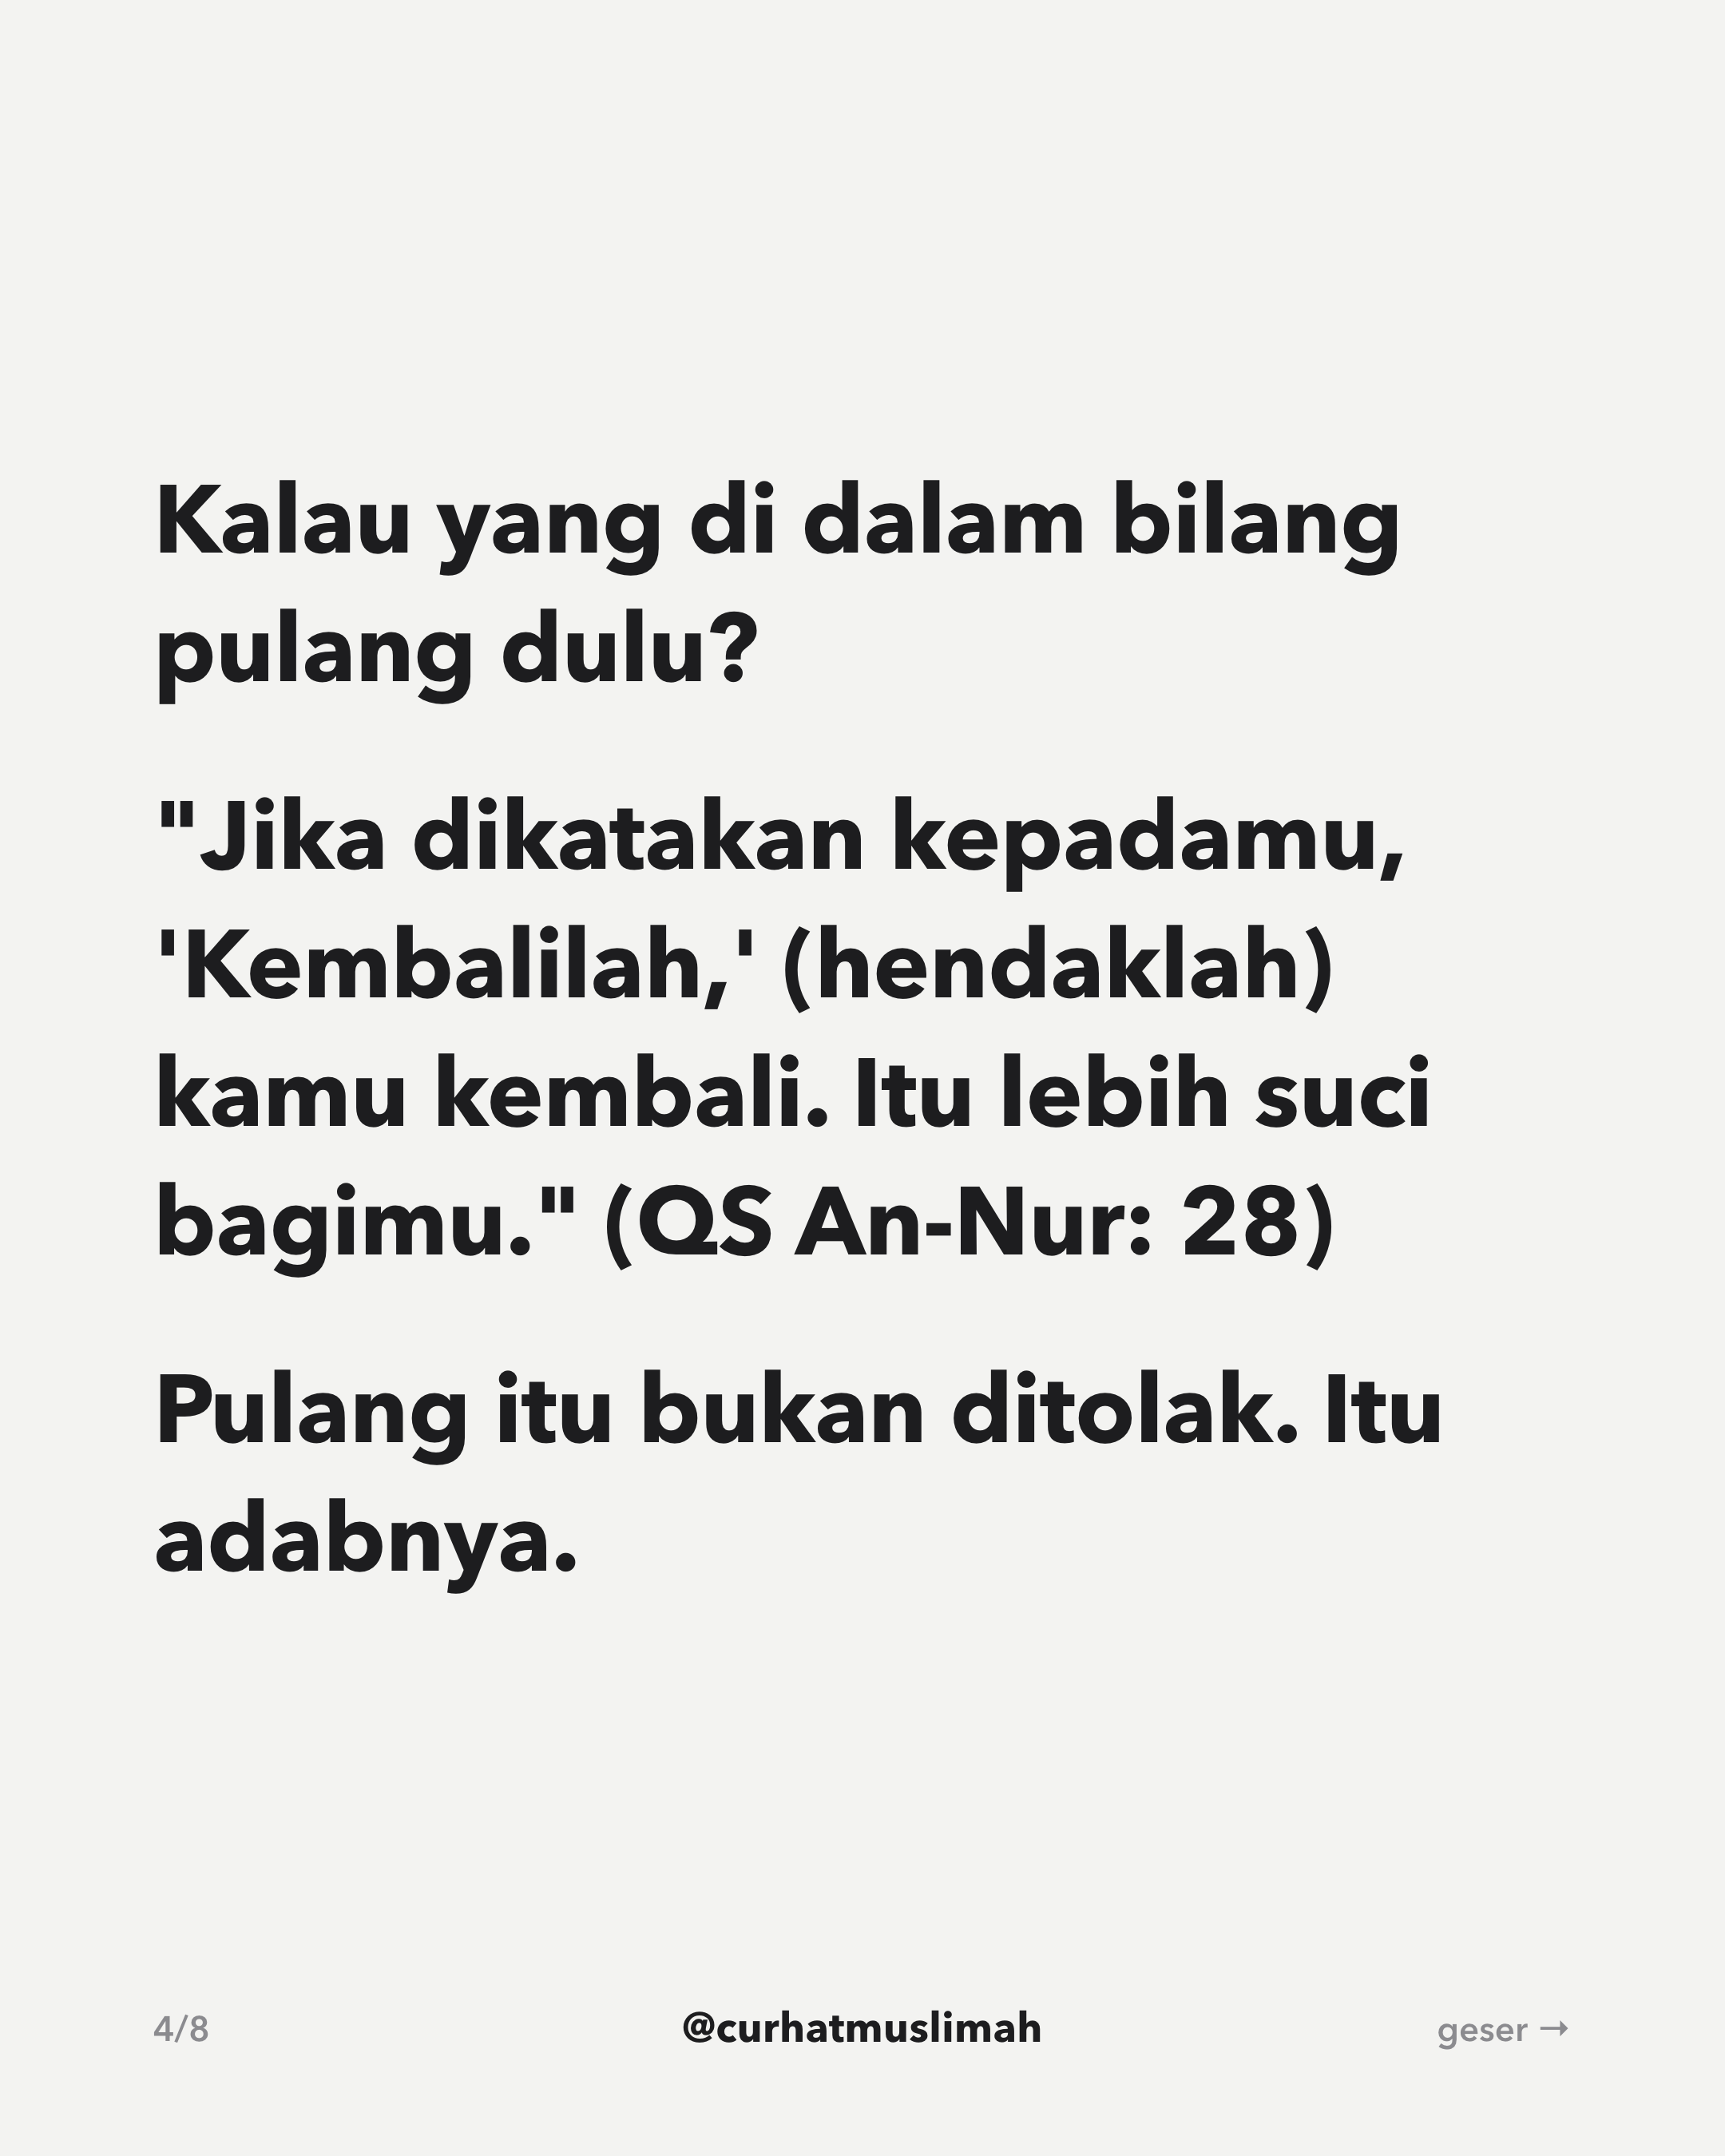 Kalau yang di dalam bilang
pulang dulu?
"Jika dikatakan kepadamu,
'Kembalilah,' (hendaklah)
kamu kembali. Itu lebih suci
bagimu." (QS An-Nur: 28)
Pulang itu bukan ditolak. Itu
adabnya.
4/8
@curhatmuslimah
geser →